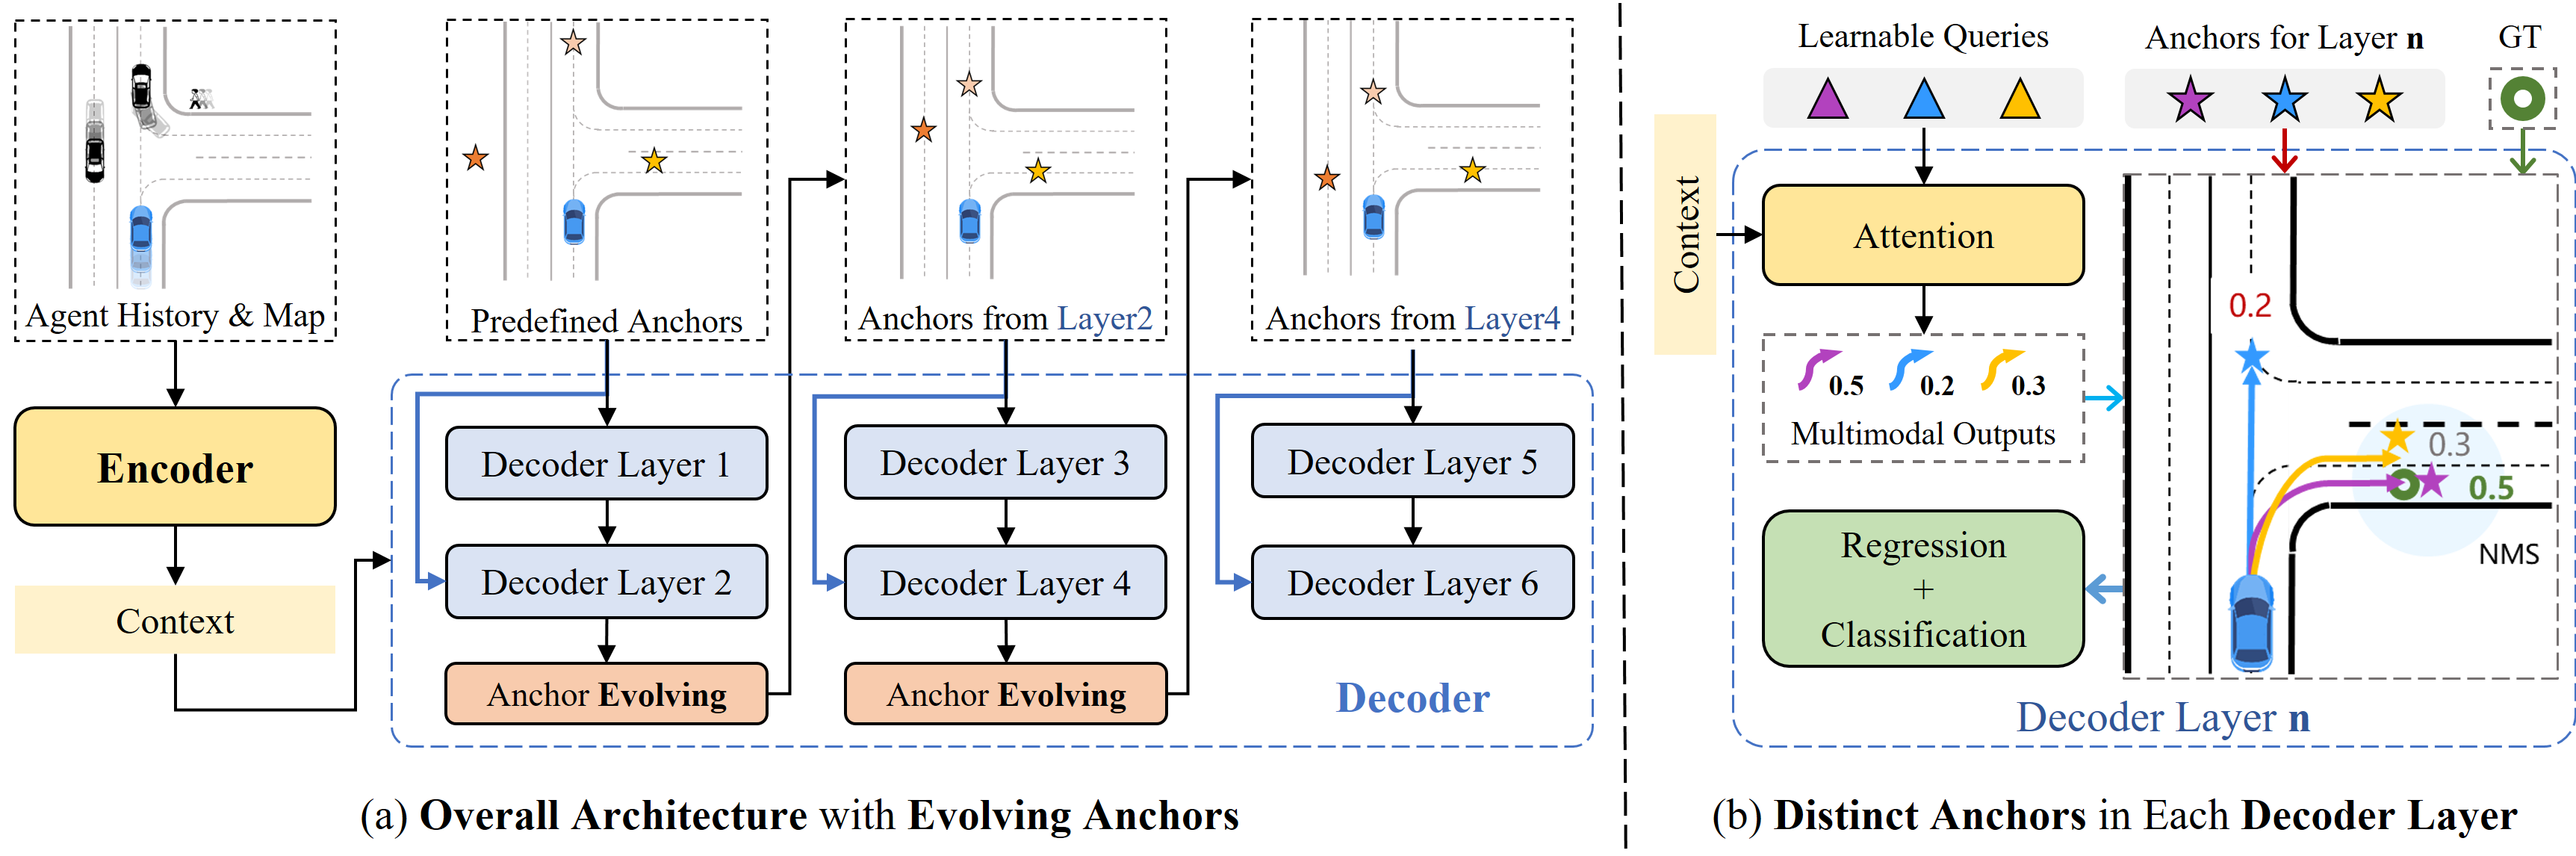 Agent History & Map
Encoder
Context
Predefined Anchors
Anchors from Layer2
Anchors from Layer4
Decoder Layer 1
Decoder Layer 2
Anchor Evolving
Decoder Layer 3
Decoder Layer 4
Anchor Evolving
Decoder Layer 5
Decoder Layer 6
Decoder
(a) Overall Architecture with Evolving Anchors
Learnable Queries
Anchors for Layer n
GT
Context
Attention
0.5
0.2
0.3
Multimodal Outputs
Regression
+
Classification
0.2
0.3
0.5
NMS
Decoder Layer n
(b) Distinct Anchors in Each Decoder Layer